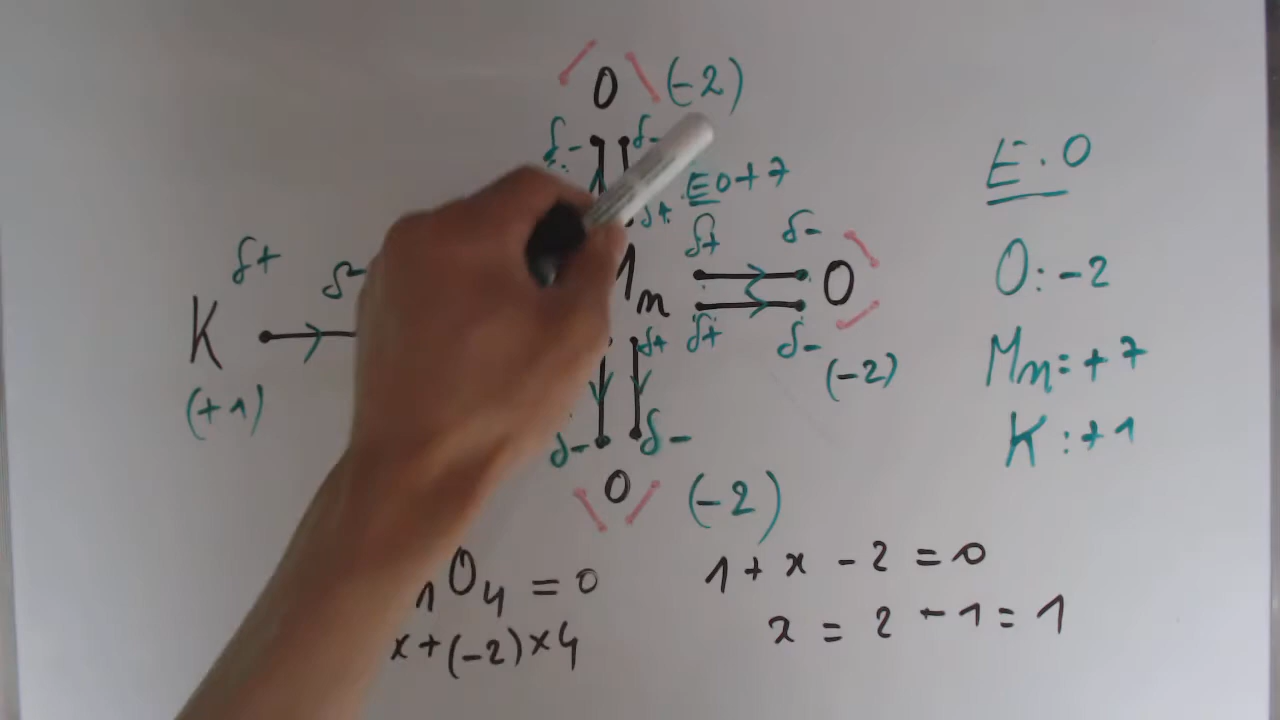 O (-2)
δ- δ-
E0+7
E.O
δ+
δ+ δ-
δ+ δ-
O
K
(+1)
n
O: -2
δ+
δ+ δ-
(-2)
Mn: +7
K: +1
δ- δ-
O (-2)
O4 = 0
x+(-2)×4
1 + x - 2 = 0
x = 2 - 1 = 1